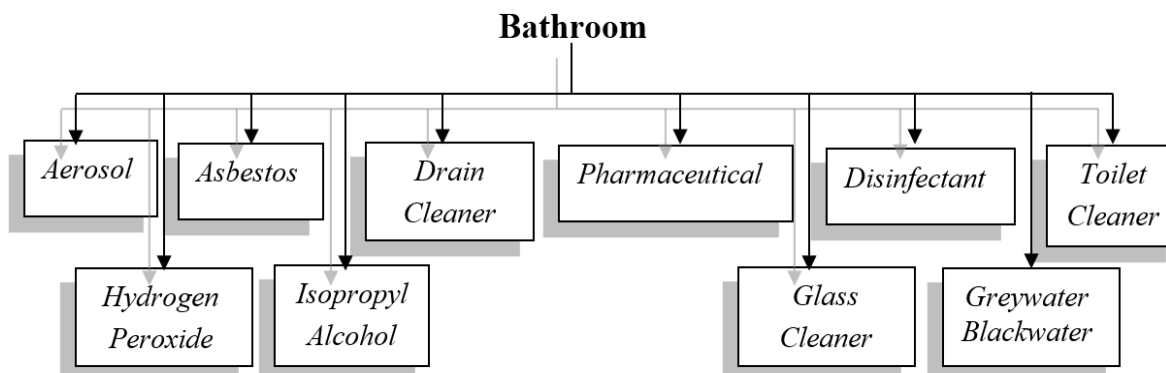 Bathroom
Aerosol
Asbestos
Drain
Cleaner
Pharmaceutical
Disinfectant
Toilet
Cleaner
Hydrogen
Peroxide
Isopropyl
Alcohol
Glass
Cleaner
Greywater
Blackwater